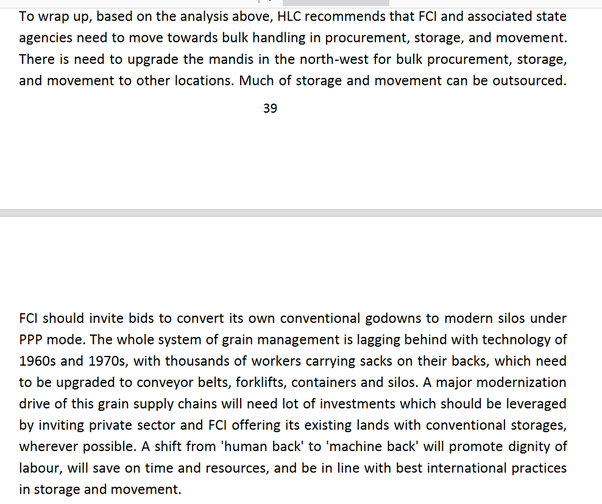 To wrap up, based on the analysis above, HLC recommends that FCI and associated state
agencies need to move towards bulk handling in procurement, storage, and movement.
There is need to upgrade the mandis in the north-west for bulk procurement, storage,
and movement to other locations. Much of storage and movement can be outsourced.
39
FCI should invite bids to convert its own conventional godowns to modern silos under
PPP mode. The whole system of grain management is lagging behind with technology of
1960s and 1970s, with thousands of workers carrying sacks on their backs, which need
to be upgraded to conveyor belts, forklifts, containers and silos. A major modernization
drive of this grain supply chains will need lot of investments which should be leveraged
by inviting private sector and FCI offering its existing lands with conventional storages,
wherever possible. A shift from 'human back' to 'machine back' will promote dignity of
labour, will save on time and resources, and be in line with best international practices
in storage and movement.